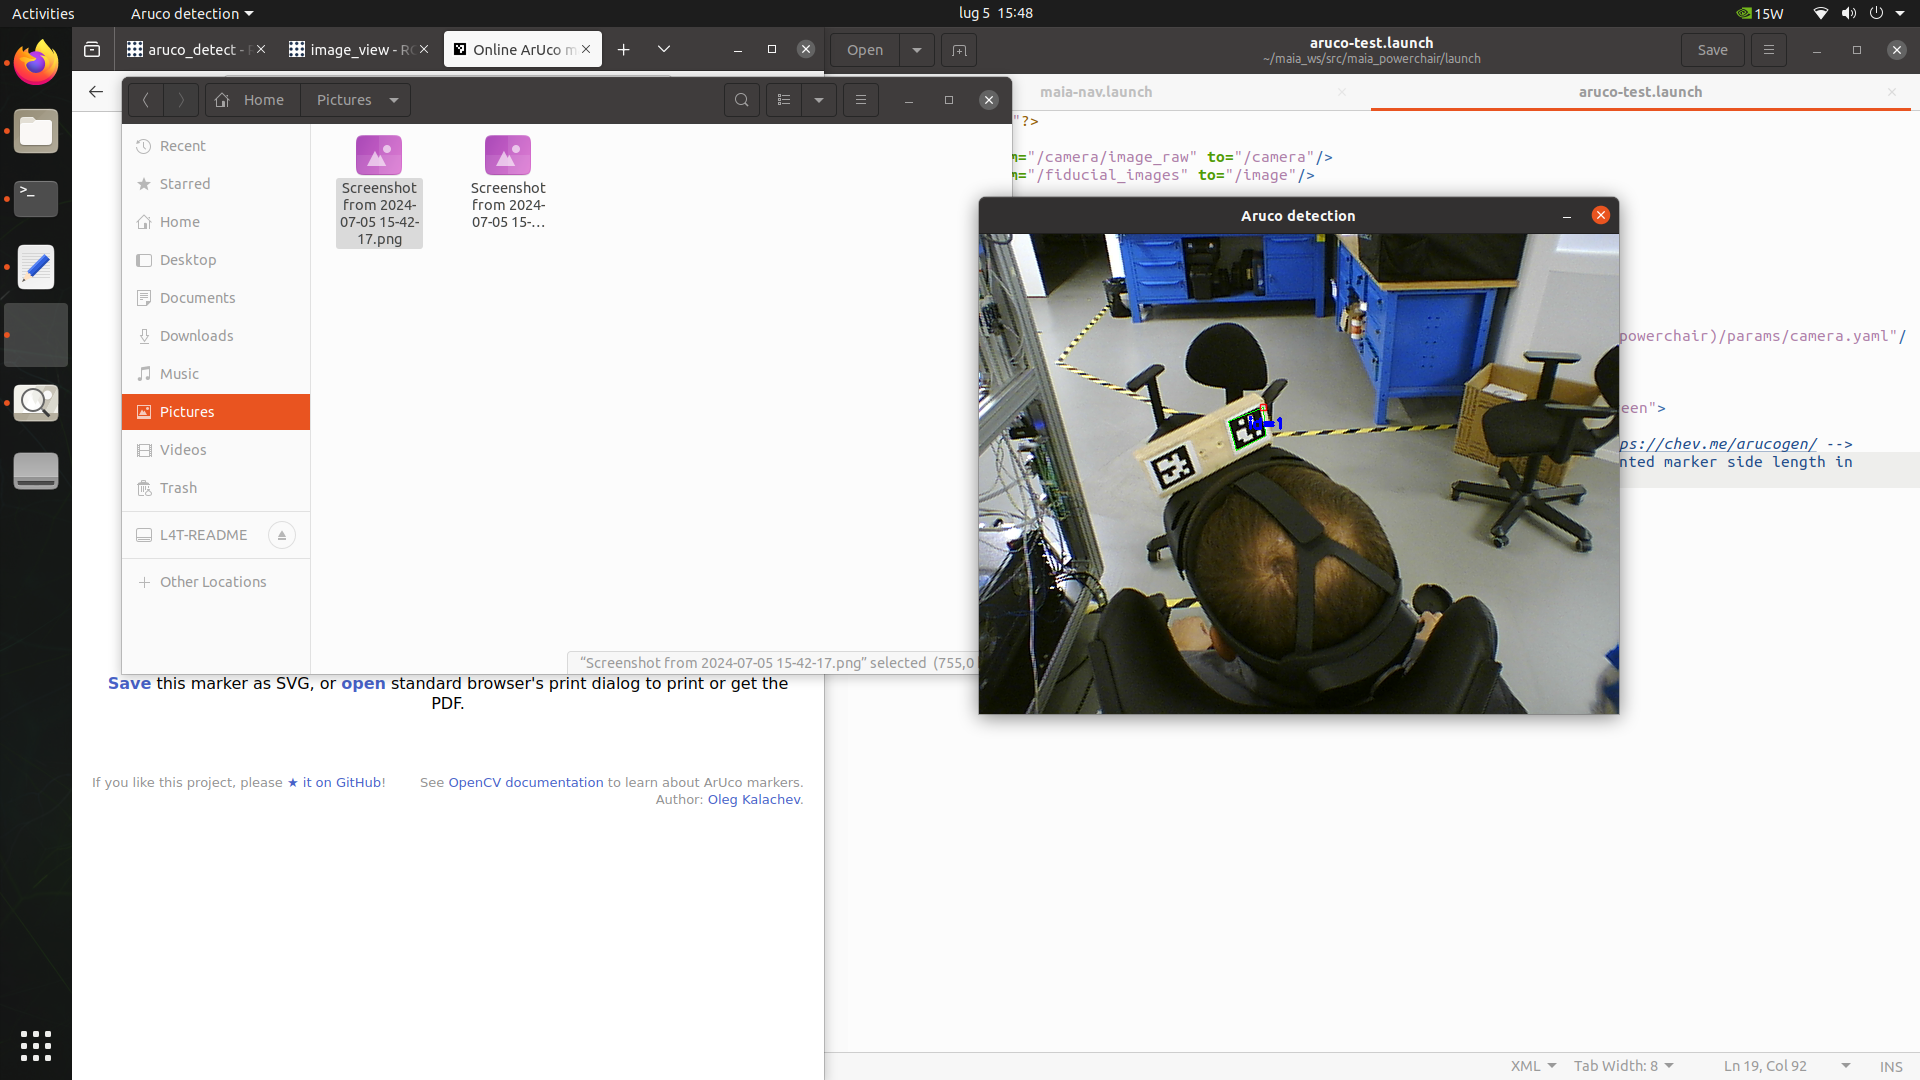 Activities
Aruco detection
lug 5 15:48
15W
aruco_detect -
image_view -
Online ArUco
Open
aruco-test.launch
~/maia_ws/src/maia_powerchair/launch
Save
Home
Pictures
maia-nav.launch
aruco-test.launch
Recent
Starred
Home
Desktop
Documents
Downloads
Music
Pictures
Videos
Trash
L4T-README
Other Locations
Screenshot
from 2024-
07-05 15-42-
17.png
Screenshot
from 2024-
07-05 15-…
"?>
="/camera/image_raw" to="/camera"/>
="/fiducial_images" to="/image"/>
Aruco detection
id=1
powerchair)/params/camera.yaml"/
een">
ps://chev.me/arucogen/ -->
nted marker side length in
“Screenshot from 2024-07-05 15-42-17.png” selected (755,0
Save this marker as SVG, or open standard browser's print dialog to print or get the
PDF.
If you like this project, please ★ it on GitHub!
See OpenCV documentation to learn about ArUco markers.
Author: Oleg Kalachev.
XML
Tab Width: 8
Ln 19, Col 92
INS